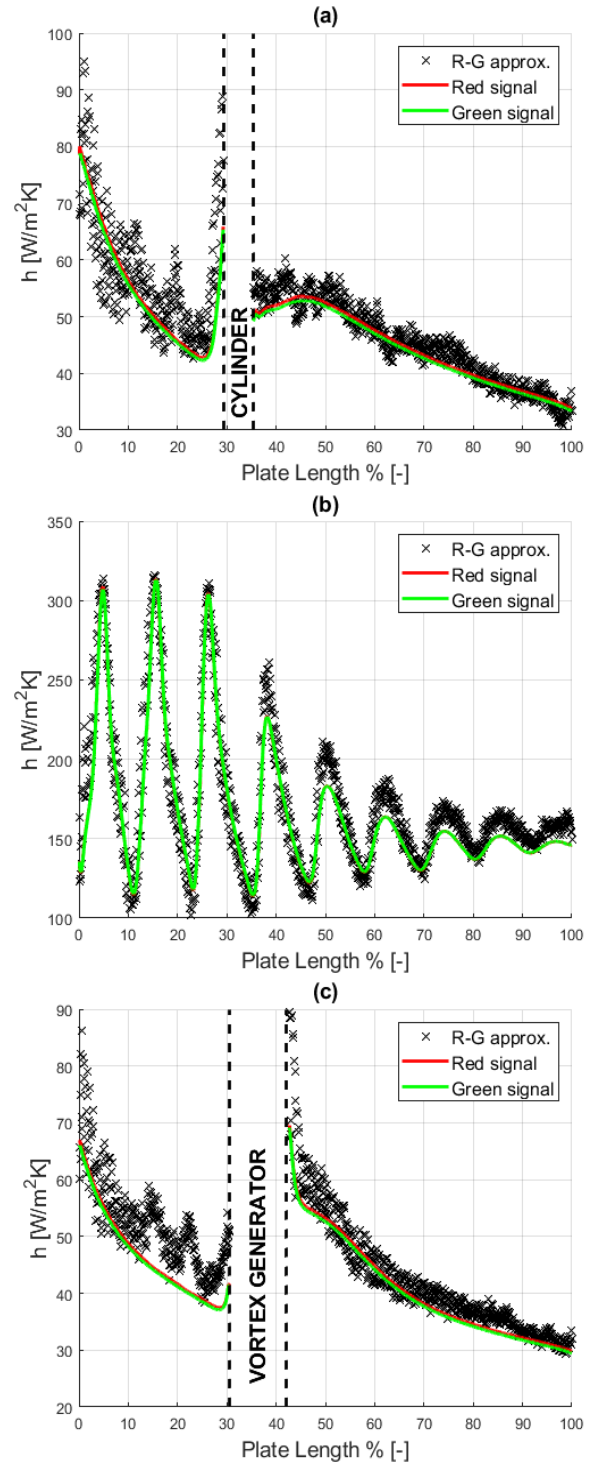 (a)
100
90
80
70
60
50
40
30
h [W/m²K]
R-G approx.
Red signal
Green signal
CYLINDER
0 10 20 30 40 50 60 70 80 90 100
Plate Length % [-]
(b)
350
300
250
200
150
100
h [W/m²K]
R-G approx.
Red signal
Green signal
0 10 20 30 40 50 60 70 80 90 100
Plate Length % [-]
(c)
90
80
70
60
50
40
30
20
h [W/m²K]
R-G approx.
Red signal
Green signal
VORTEX GENERATOR
0 10 20 30 40 50 60 70 80 90 100
Plate Length % [-]